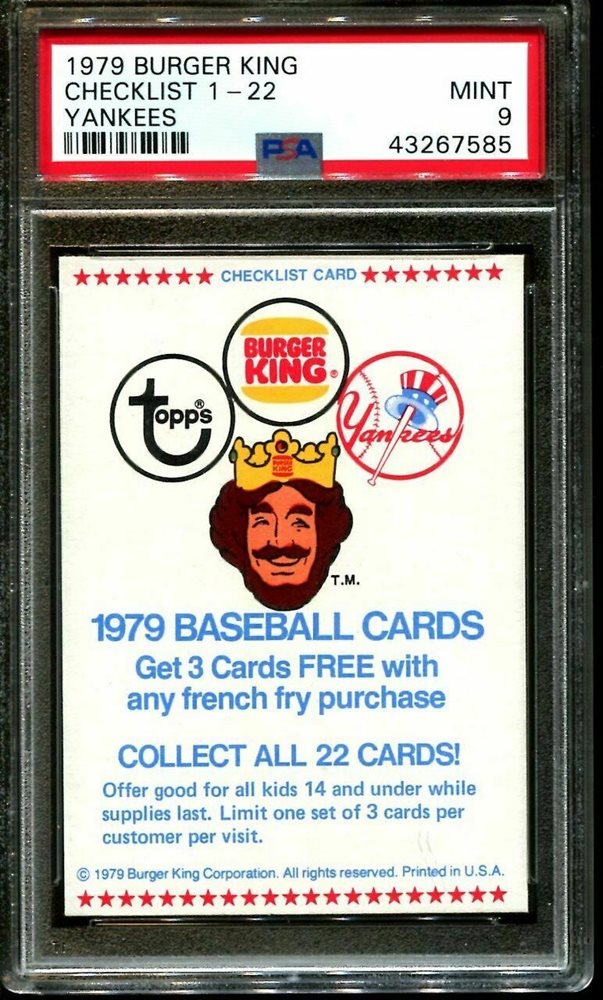 1979 BURGER KING
CHECKLIST 1 – 22 MINT
YANKEES 9
PSA 43267585
CHECKLIST CARD
BURGER
KING®
topps®
Yankees
BURGER
KING
T.M.
1979 BASEBALL CARDS
Get 3 Cards FREE with
any french fry purchase
COLLECT ALL 22 CARDS!
Offer good for all kids 14 and under while
supplies last. Limit one set of 3 cards per
customer per visit.
© 1979 Burger King Corporation. All rights reserved. Printed in U.S.A.